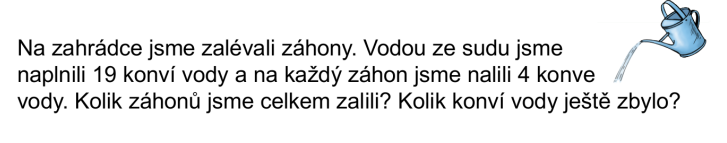 Na zahrádce jsme zalévali záhony. Vodou ze sudu jsme
naplnili 19 konví vody a na každý záhon jsme nalili 4 konve
vody. Kolik záhonů jsme celkem zalili? Kolik konví vody ještě zbylo?